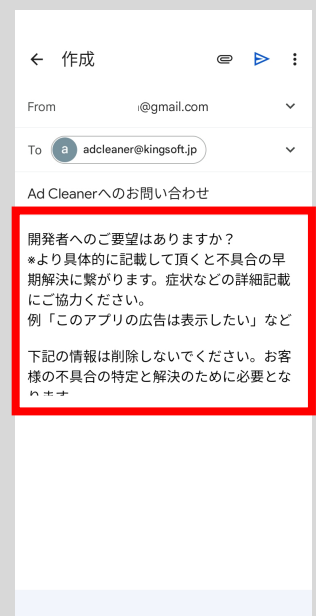 作成
From
@gmail.com
To a adcleaner@kingsoft.jp
Ad Cleanerへのお問い合わせ
開発者へのご要望はありますか？
*より具体的に記載して頂くと不具合の早
期解決に繋がります。症状などの詳細記載
にご協力ください。
例「このアプリの広告は表示したい」など
下記の情報は削除しないでください。お客
様の不具合の特定と解決のために必要とな